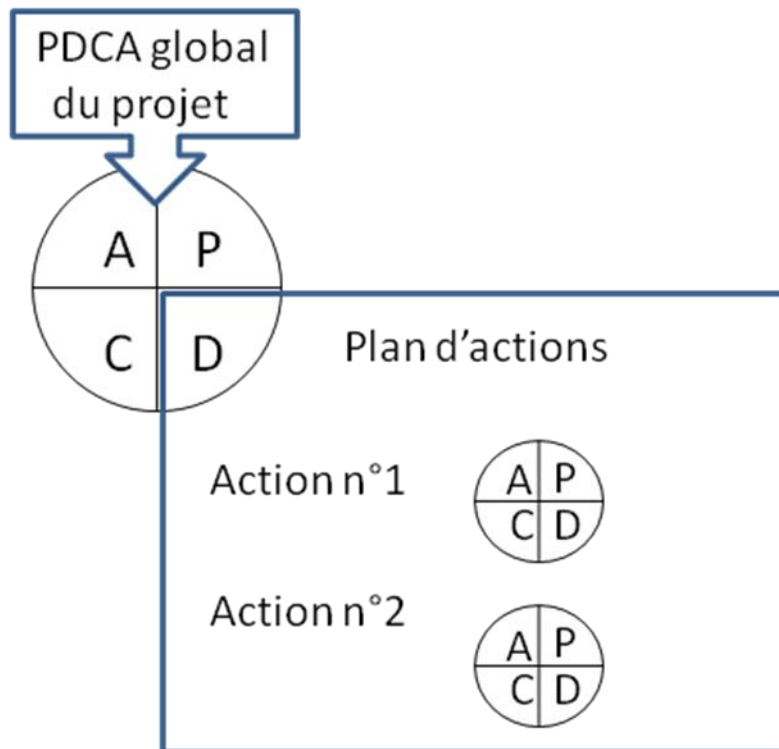 PDCA global
du projet
A P
C D
Plan d’actions
Action n°1
A P
C D
Action n°2
A P
C D